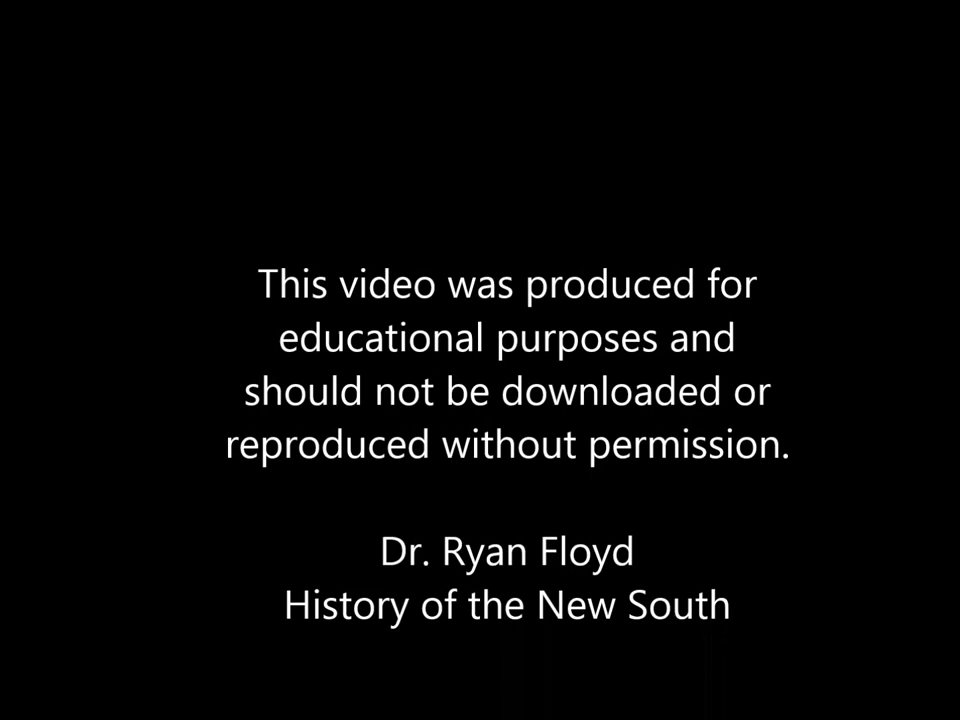 This video was produced for
educational purposes and
should not be downloaded or
reproduced without permission.
Dr. Ryan Floyd
History of the New South